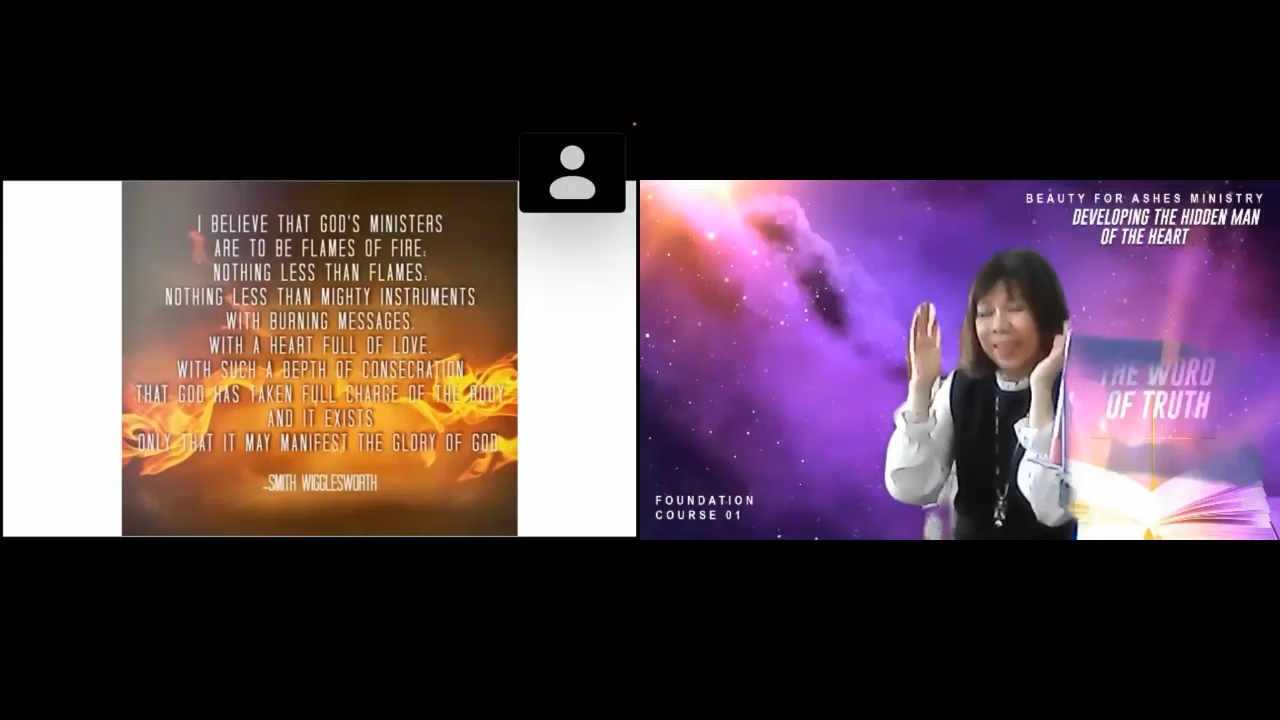 I BELIEVE THAT GOD'S MINISTERS
ARE TO BE FLAMES OF FIRE;
NOTHING LESS THAN FLAMES;
NOTHING LESS THAN MIGHTY INSTRUMENTS
WITH BURNING MESSAGES,
WITH A HEART FULL OF LOVE,
WITH SUCH A DEPTH OF CONSECRATION
THAT GOD HAS TAKEN FULL CHARGE OF THE BODY
AND IT EXISTS
ONLY THAT IT MAY MANIFEST THE GLORY OF GOD.
~SMITH WIGGLESWORTH
BEAUTY FOR ASHES MINISTRY
DEVELOPING THE HIDDEN MAN
OF THE HEART
THE WORD
OF TRUTH
FOUNDATION
COURSE 01